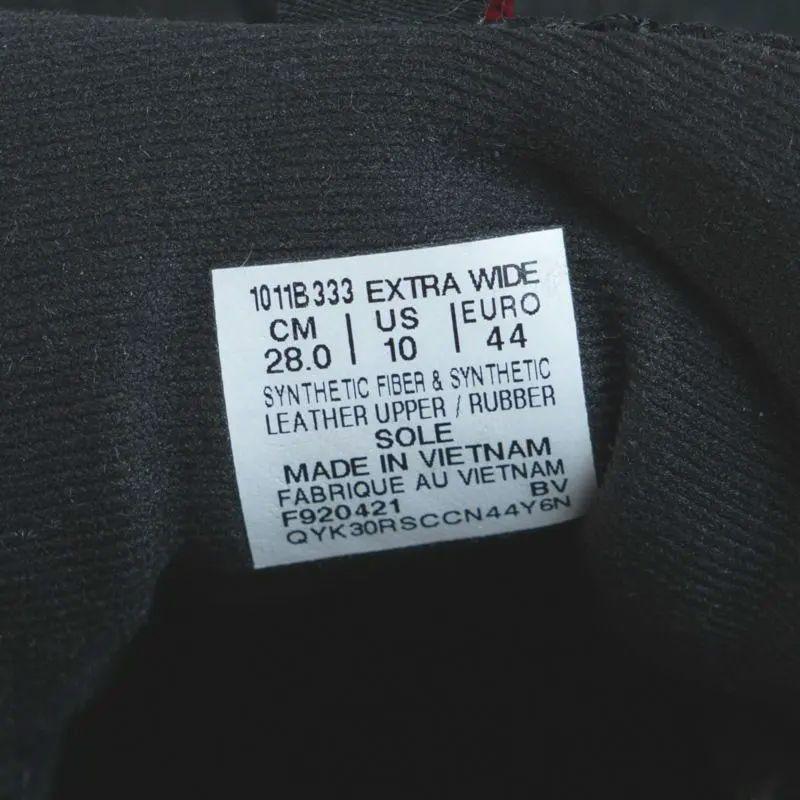 1011B333 EXTRA WIDE
CM | US | EURO
28.0 | 10 | 44
SYNTHETIC FIBER & SYNTHETIC
LEATHER UPPER / RUBBER
SOLE
MADE IN VIETNAM
FABRIQUE AU VIETNAM
F920421 BV
QYK30RSCCN44Y6N